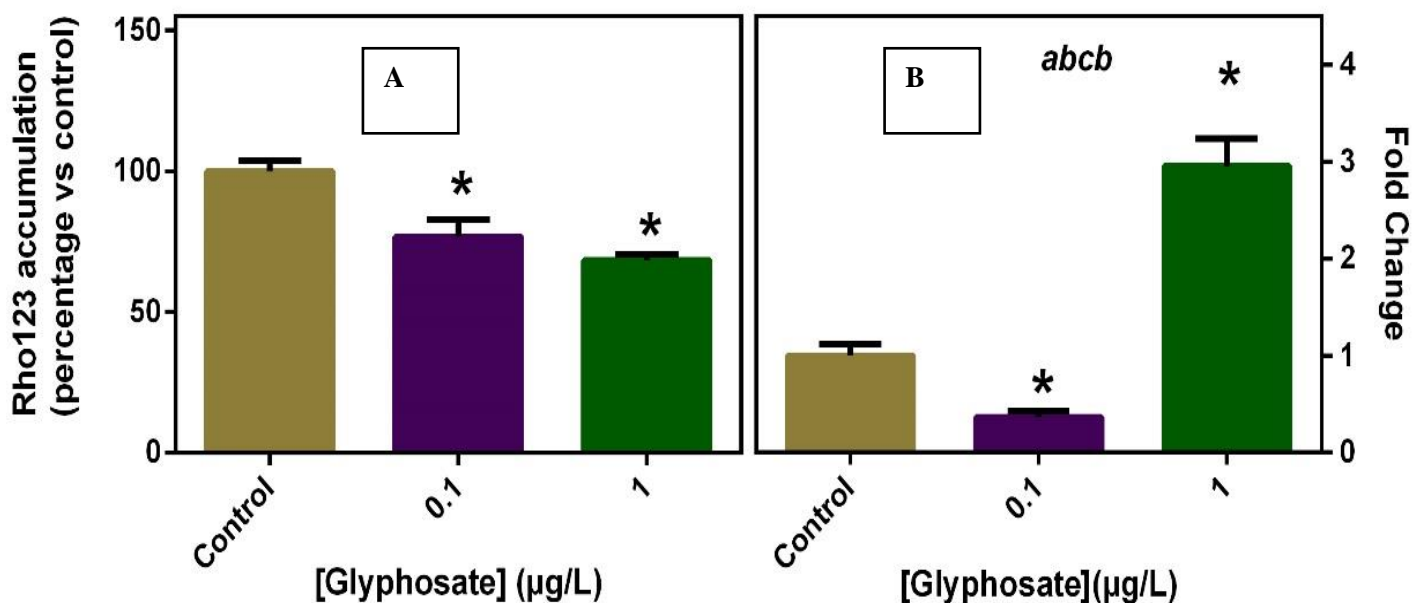 Rho123 accumulation
(percentage vs control)
150
100
50
0
A
*
*
Control
0.1
1
[Glyphosate] (µg/L)
B
abcb
*
*
4
3
2
1
0
Fold Change
Control
0.1
1
[Glyphosate](µg/L)